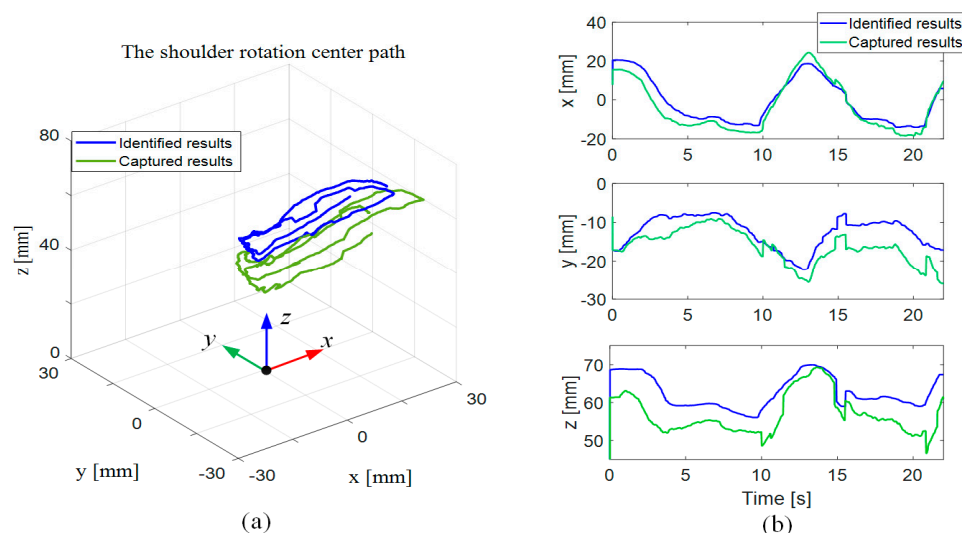 The shoulder rotation center path
Identified results
Captured results
80
40
0
z [mm]
30
0
-30
y [mm]
-30
0
30
x [mm]
z
y
x
(a)
Identified results
Captured results
40
20
0
-20
x [mm]
0 5 10 15 20
0
-10
-20
-30
y [mm]
0 5 10 15 20
70
60
50
z [mm]
0 5 10 15 20
Time [s]
(b)